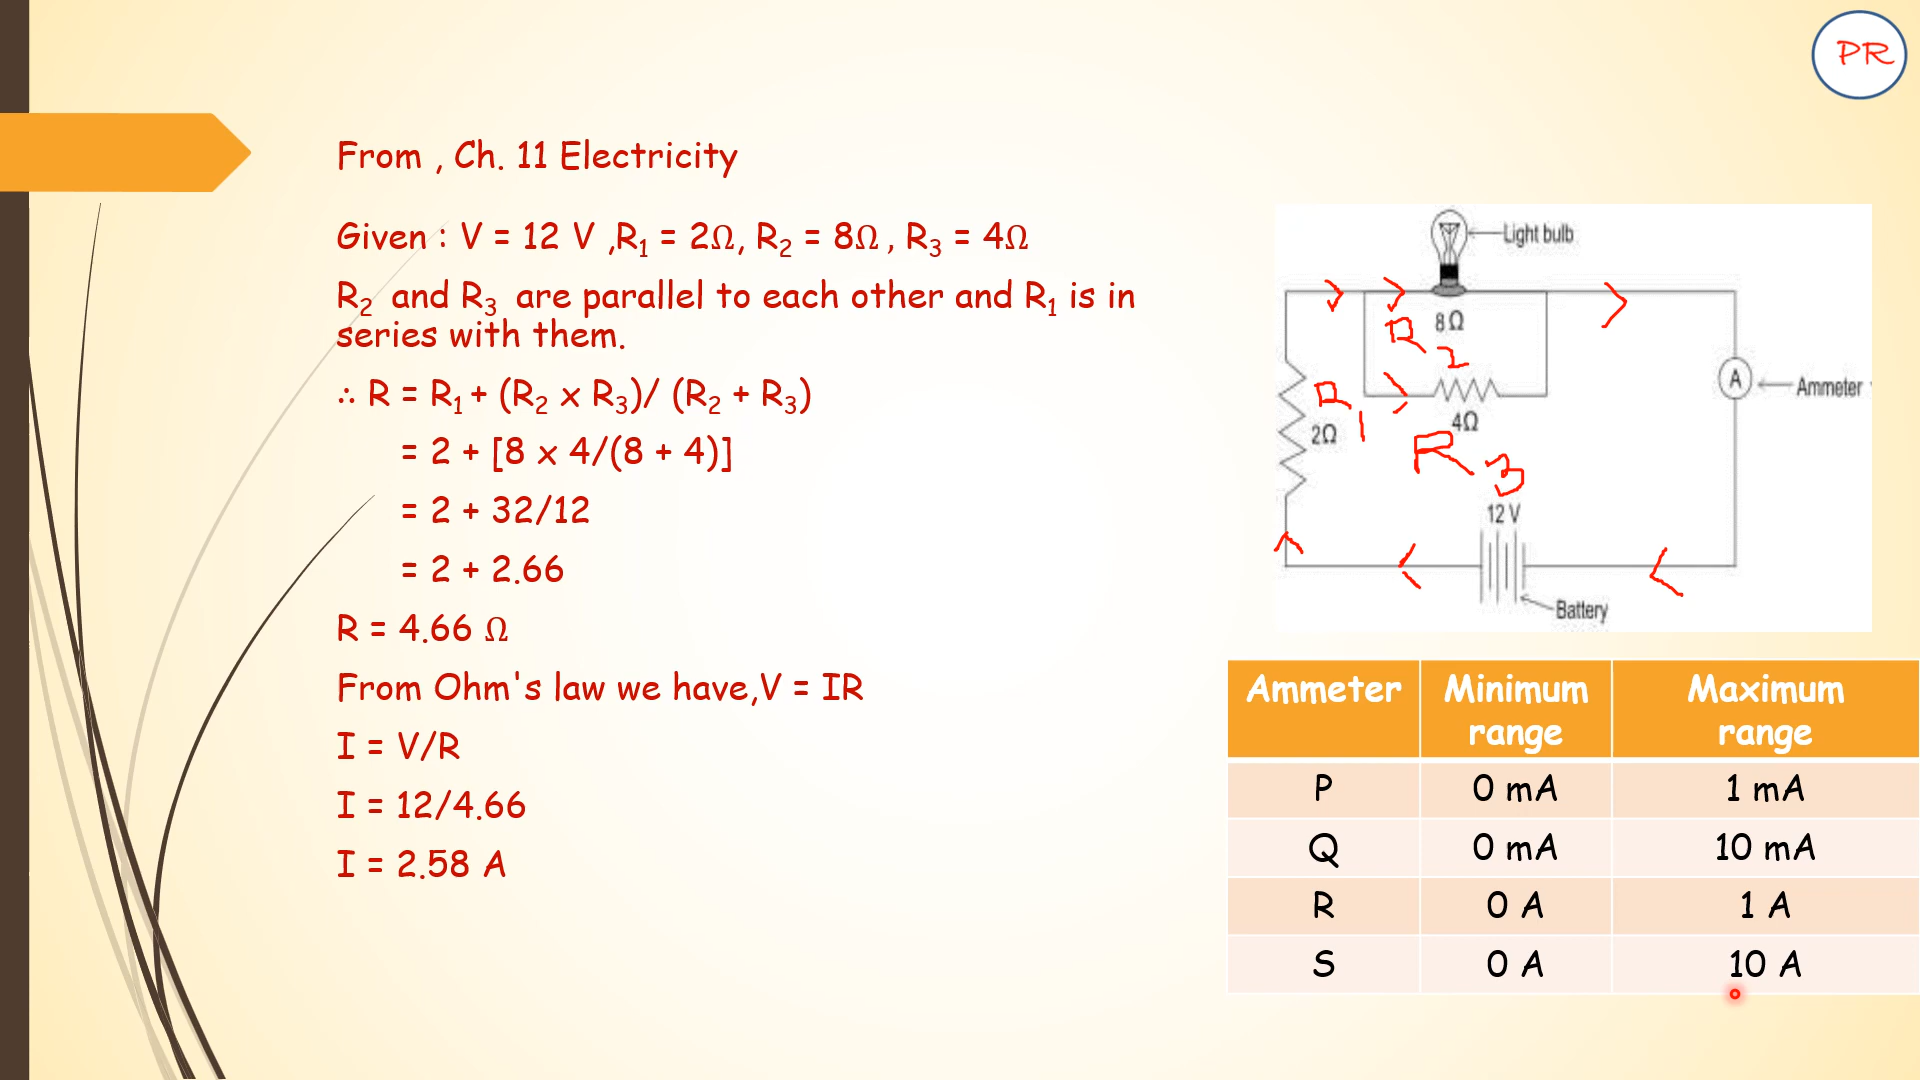 PR
From , Ch. 11 Electricity
Given : V = 12 V ,R₁ = 2Ω, R₂ = 8Ω , R₃ = 4Ω
R₂ and R₃ are parallel to each other and R₁ is in
series with them.
∴ R = R₁ + (R₂ x R₃)/ (R₂ + R₃)
= 2 + [8 x 4/(8 + 4)]
= 2 + 32/12
= 2 + 2.66
R = 4.66 Ω
From Ohm's law we have,V = IR
I = V/R
I = 12/4.66
I = 2.58 A
Light bulb
8Ω
R 2
A
Ammeter
R 1
2Ω
4Ω
R 3
12 V
Battery
Ammeter Minimum range Maximum range
P 0 mA 1 mA
Q 0 mA 10 mA
R 0 A 1 A
S 0 A 10 A